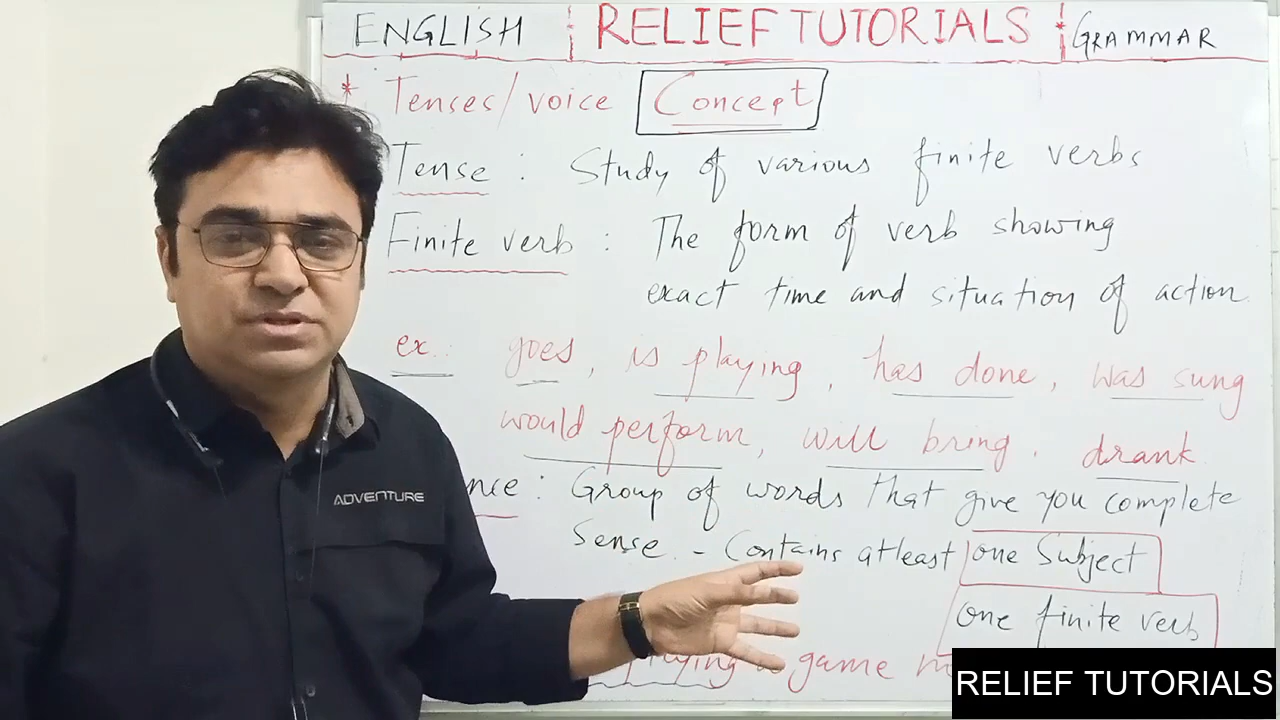 ENGLISH RELIEF TUTORIALS * GRAMMAR
* Tenses/voice Concept
Tense : Study of various finite verbs
Finite verb : The form of verb showing
exact time and situation of action
ex.: goes, is playing, has done, was sung
would perform, will bring, drank
nce : Group of words that give you complete
Sense. - Contains atleast one Subject
One finite verb
playing game
ADVENTURE
RELIEF TUTORIALS